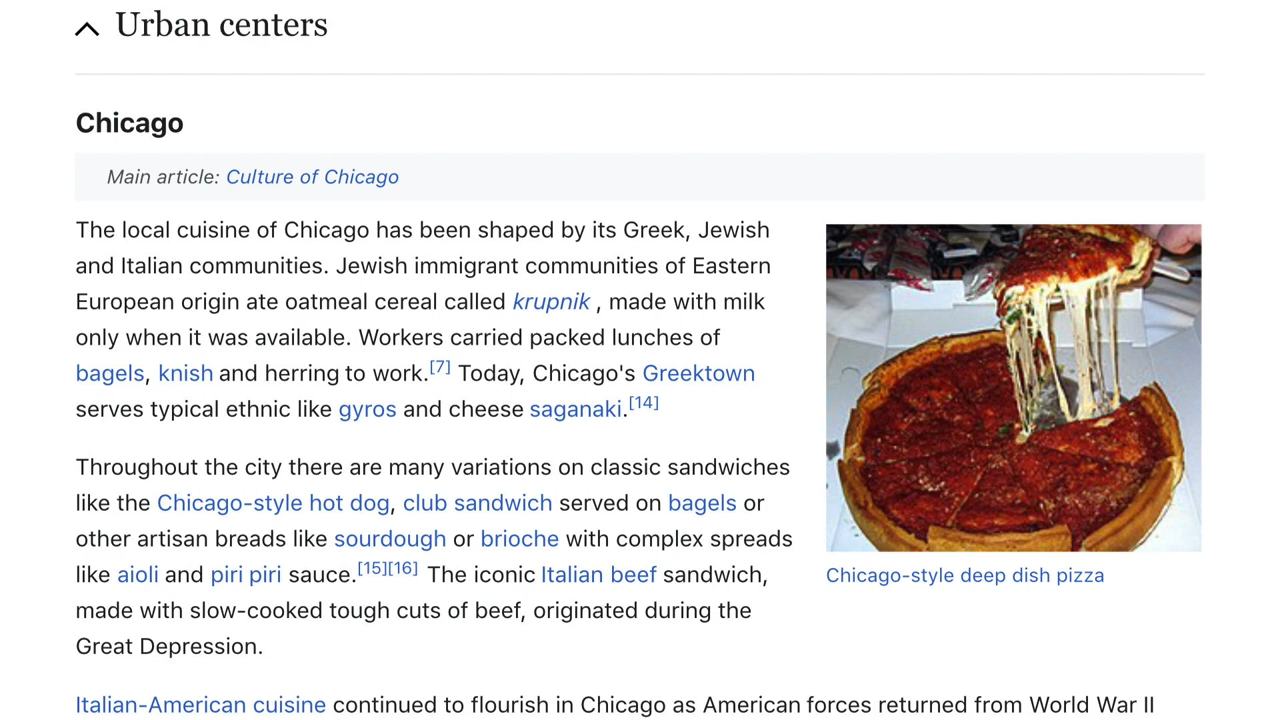 Urban centers
Chicago
Main article: Culture of Chicago
The local cuisine of Chicago has been shaped by its Greek, Jewish
and Italian communities. Jewish immigrant communities of Eastern
European origin ate oatmeal cereal called krupnik , made with milk
only when it was available. Workers carried packed lunches of
bagels, knish and herring to work.[7] Today, Chicago's Greektown
serves typical ethnic like gyros and cheese saganaki.[14]
Throughout the city there are many variations on classic sandwiches
like the Chicago-style hot dog, club sandwich served on bagels or
other artisan breads like sourdough or brioche with complex spreads
like aioli and piri piri sauce.[15][16] The iconic Italian beef sandwich,
made with slow-cooked tough cuts of beef, originated during the
Great Depression.
Chicago-style deep dish pizza
Italian-American cuisine continued to flourish in Chicago as American forces returned from World War II